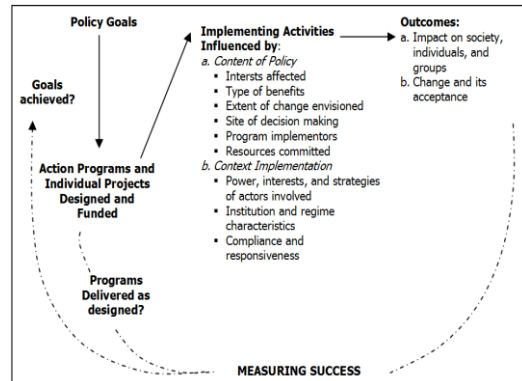 Policy Goals
Goals
achieved?
Action Programs and
Individual Projects
Designed and
Funded
Programs
Delivered as
designed?
Implementing Activities
Influenced by:
a. Content of Policy
▪ Intersts affected
▪ Type of benefits
▪ Extent of change envisioned
▪ Site of decision making
▪ Program implementors
▪ Resources committed
b. Context Implementation
▪ Power, interests, and strategies
of actors involved
▪ Institution and regime
characteristics
▪ Compliance and
responsiveness
Outcomes:
a. Impact on society,
individuals, and
groups
b. Change and its
acceptance
MEASURING SUCCESS